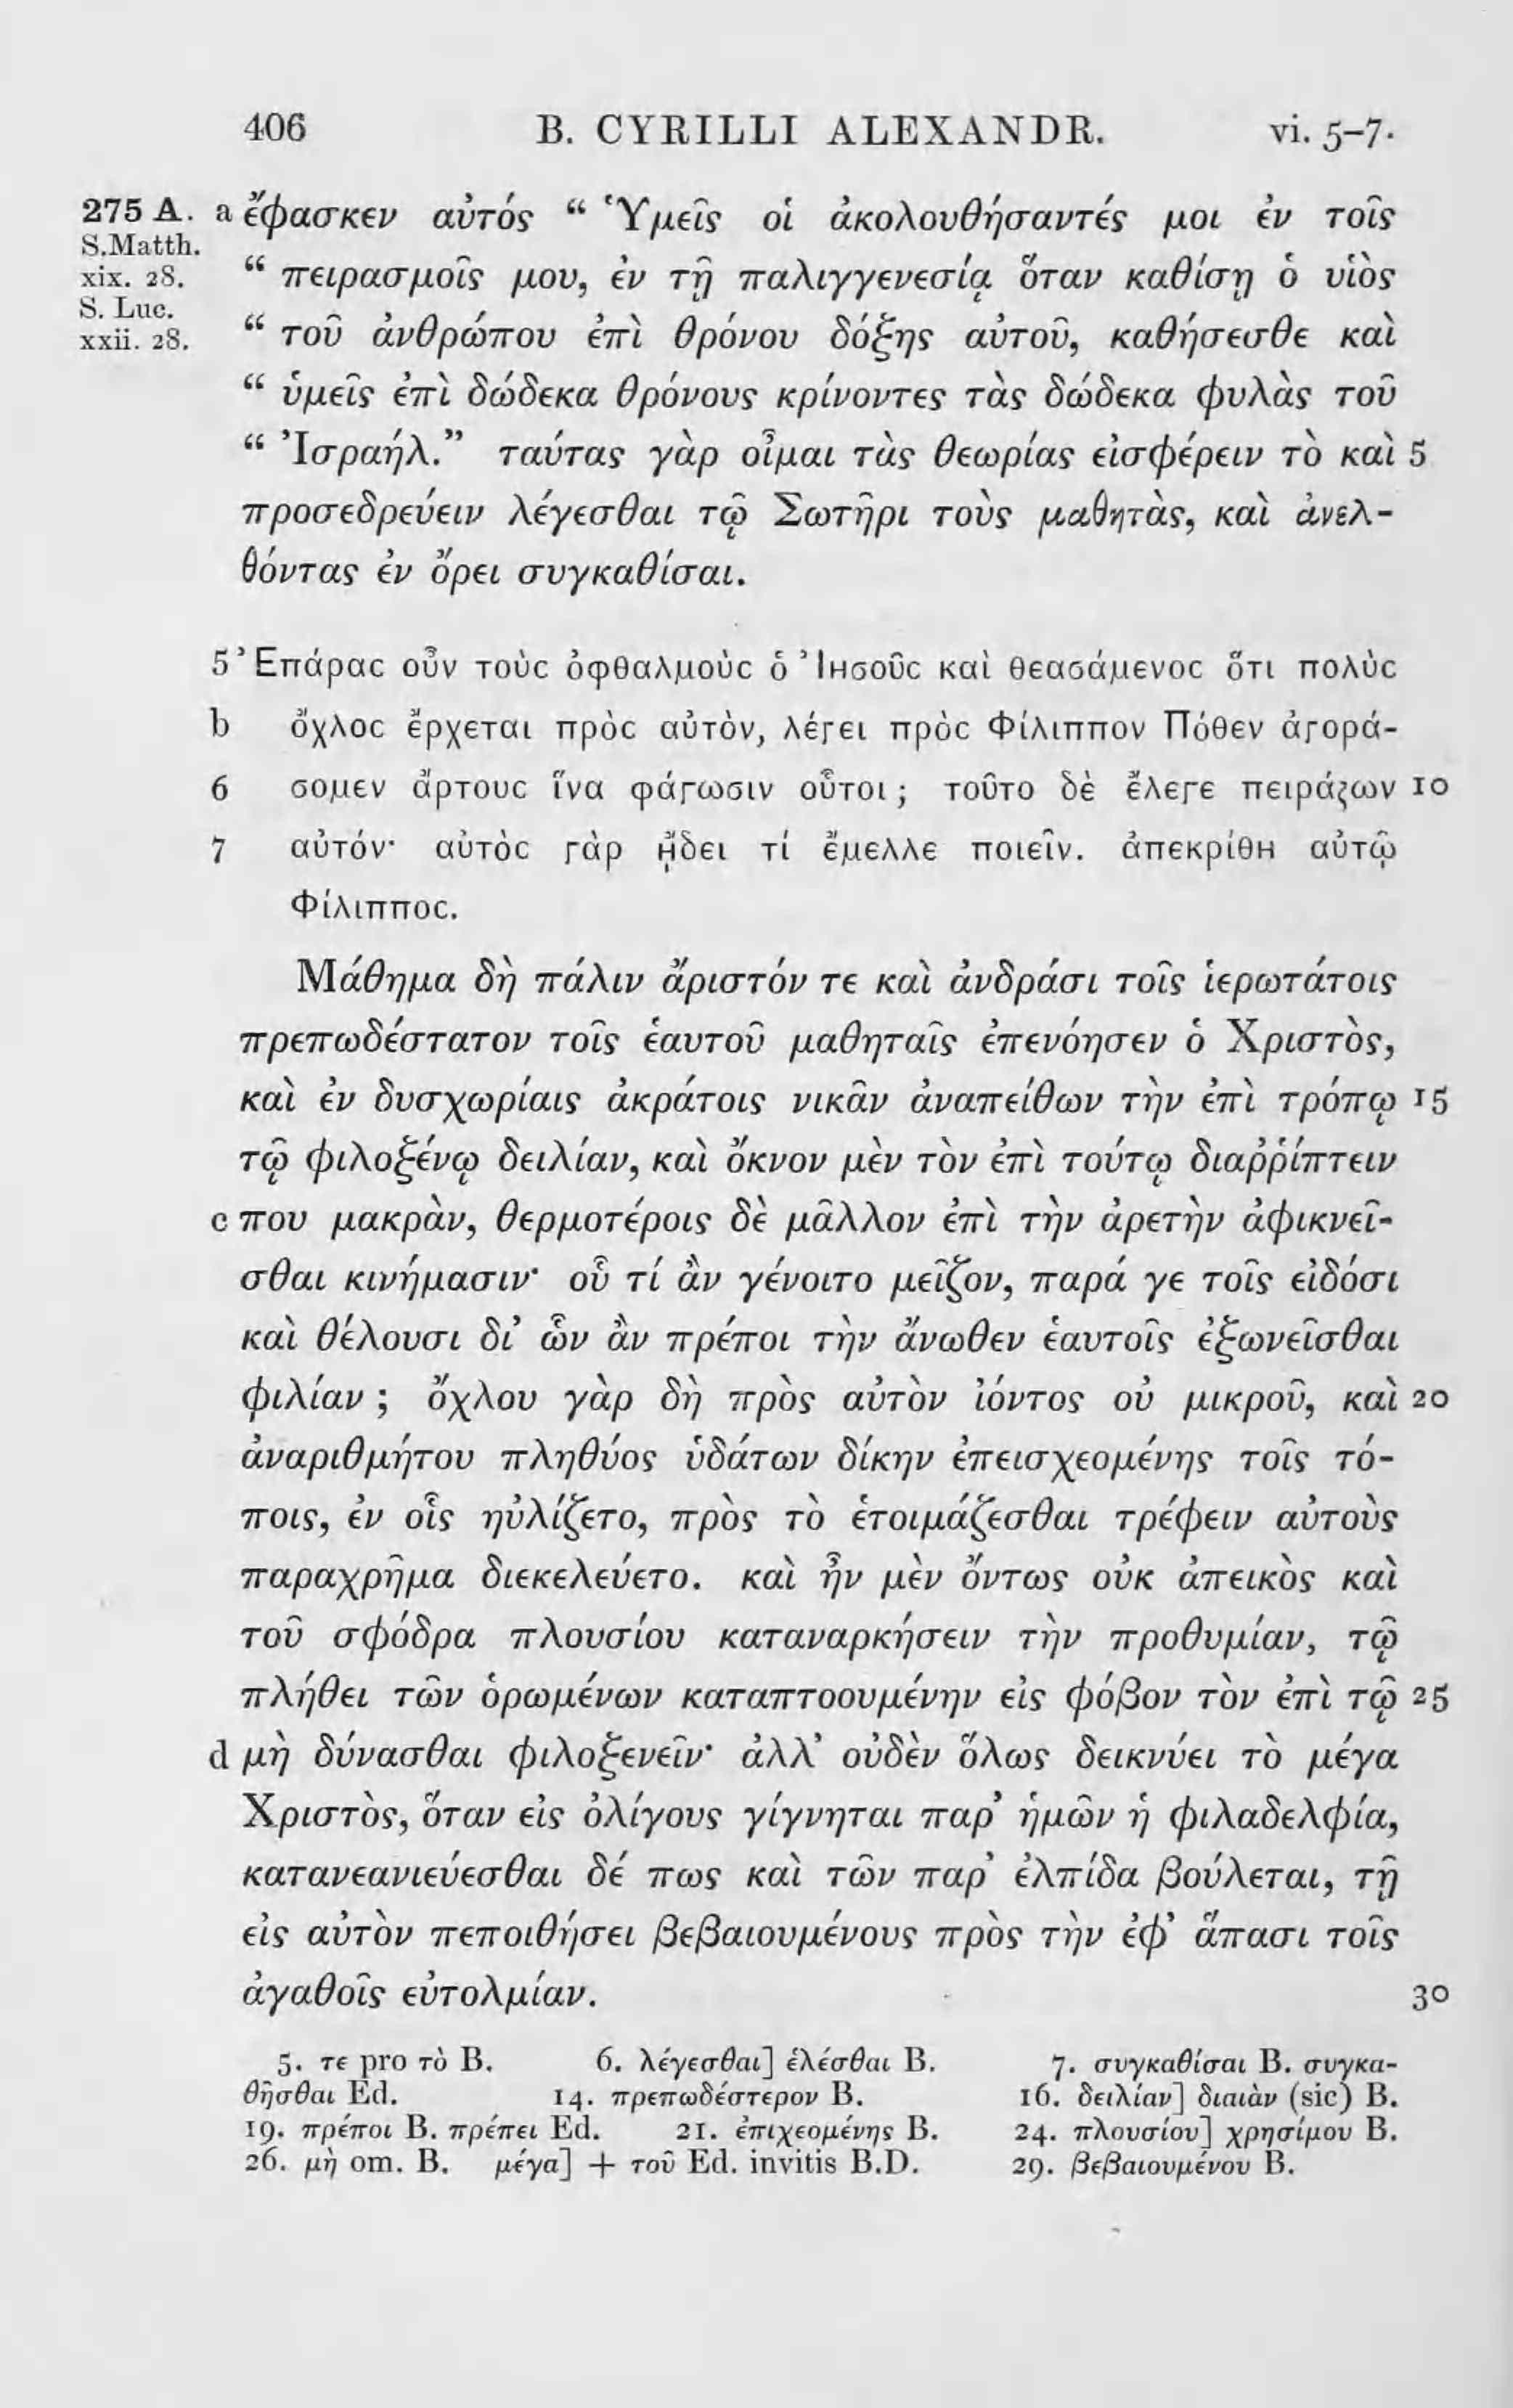 406 B. CYRILLI ALEXANDR. vi. 5–7.
275 A. a ἔφασκεν αὐτός “ Ὑμεῖς οἱ ἀκολουθήσαντές μοι ἐν τοῖς
S.Matth.
xix. 28. “ πειρασμοῖς μου, ἐν τῇ παλιγγενεσίᾳ ὅταν καθίσῃ ὁ υἱὸς
S. Luc.
xxii. 28. “ τοῦ ἀνθρώπου ἐπὶ θρόνου δόξης αὐτοῦ, καθήσεσθε καὶ
“ ὑμεῖς ἐπὶ δώδεκα θρόνους κρίνοντες τὰς δώδεκα φυλὰς τοῦ
“ Ἰσραήλ.” ταύτας γὰρ οἶμαι τὰς θεωρίας εἰσφέρειν τὸ καὶ 5
προσεδρεύειν λέγεσθαι τῷ Σωτῆρι τοὺς μαθητὰς, καὶ ἀνελ-
θόντας ἐν ὄρει συγκαθίσαι.
5 Ἐπάρας οὖν τοὺς ὀφθαλμοὺς ὁ Ἰησοῦς καὶ θεασάμενος ὅτι πολὺς
b ὄχλος ἔρχεται πρὸς αὐτὸν, λέγει πρὸς Φίλιππον Πόθεν ἀγορά-
6 σομεν ἄρτους ἵνα φάγωσιν οὗτοι ; τοῦτο δὲ ἔλεγε πειράζων 10
7 αὐτόν· αὐτὸς γὰρ ᾔδει τί ἔμελλε ποιεῖν. ἀπεκρίθη αὐτῷ
Φίλιππος.
Μάθημα δὴ πάλιν ἄριστόν τε καὶ ἀνδράσι τοῖς ἱερωτάτοις
πρεπωδέστατον τοῖς ἑαυτοῦ μαθηταῖς ἐπενόησεν ὁ Χριστὸς,
καὶ ἐν δυσχωρίαις ἀκράτοις νικᾶν ἀναπείθων τὴν ἐπὶ τρόπῳ 15
τῷ φιλοξένῳ δειλίαν, καὶ ὄκνον μὲν τὸν ἐπὶ τούτῳ διαῤῥίπτειν
c που μακρὰν, θερμοτέροις δὲ μᾶλλον ἐπὶ τὴν ἀρετὴν ἀφικνεῖ-
σθαι κινήμασιν· οὗ τί ἂν γένοιτο μεῖζον, παρά γε τοῖς εἰδόσι
καὶ θέλουσι δι’ ὧν ἂν πρέποι τὴν ἄνωθεν ἑαυτοῖς ἐξωνεῖσθαι
φιλίαν ; ὄχλου γὰρ δὴ πρὸς αὐτὸν ἰόντος οὐ μικροῦ, καὶ 20
ἀναριθμήτου πληθύος ὑδάτων δίκην ἐπεισχεομένης τοῖς τό-
ποις, ἐν οἷς ηὐλίζετο, πρὸς τὸ ἑτοιμάζεσθαι τρέφειν αὐτοὺς
παραχρῆμα διεκελεύετο. καὶ ἦν μὲν ὄντως οὐκ ἀπεικὸς καὶ
τοῦ σφόδρα πλουσίου καταναρκήσειν τὴν προθυμίαν, τῷ
πλήθει τῶν ὁρωμένων καταπτοουμένην εἰς φόβον τὸν ἐπὶ τῷ 25
d μὴ δύνασθαι φιλοξενεῖν· ἀλλ’ οὐδὲν ὅλως δεικνύει τὸ μέγα
Χριστὸς, ὅταν εἰς ὀλίγους γίγνηται παρ’ ἡμῶν ἡ φιλαδελφία,
κατανεανιεύεσθαι δέ πως καὶ τῶν παρ’ ἐλπίδα βούλεται, τῇ
εἰς αὐτὸν πεποιθήσει βεβαιουμένους πρὸς τὴν ἐφ’ ἅπασι τοῖς
ἀγαθοῖς εὐτολμίαν. 30
5. τε pro τὸ B. 6. λέγεσθαι] ἑλέσθαι B. 7. συγκαθίσαι B. συγκα-
θῆσθαι Ed. 14. πρεπωδέστερον B. 16. δειλίαν] διαιὰν (sic) B.
19. πρέποι B. πρέπει Ed. 21. ἐπιχεομένης B. 24. πλουσίου] χρησίμου B.
26. μὴ om. B. μέγα] + τοῦ Ed. invitis B.D. 29. βεβαιουμένου B.